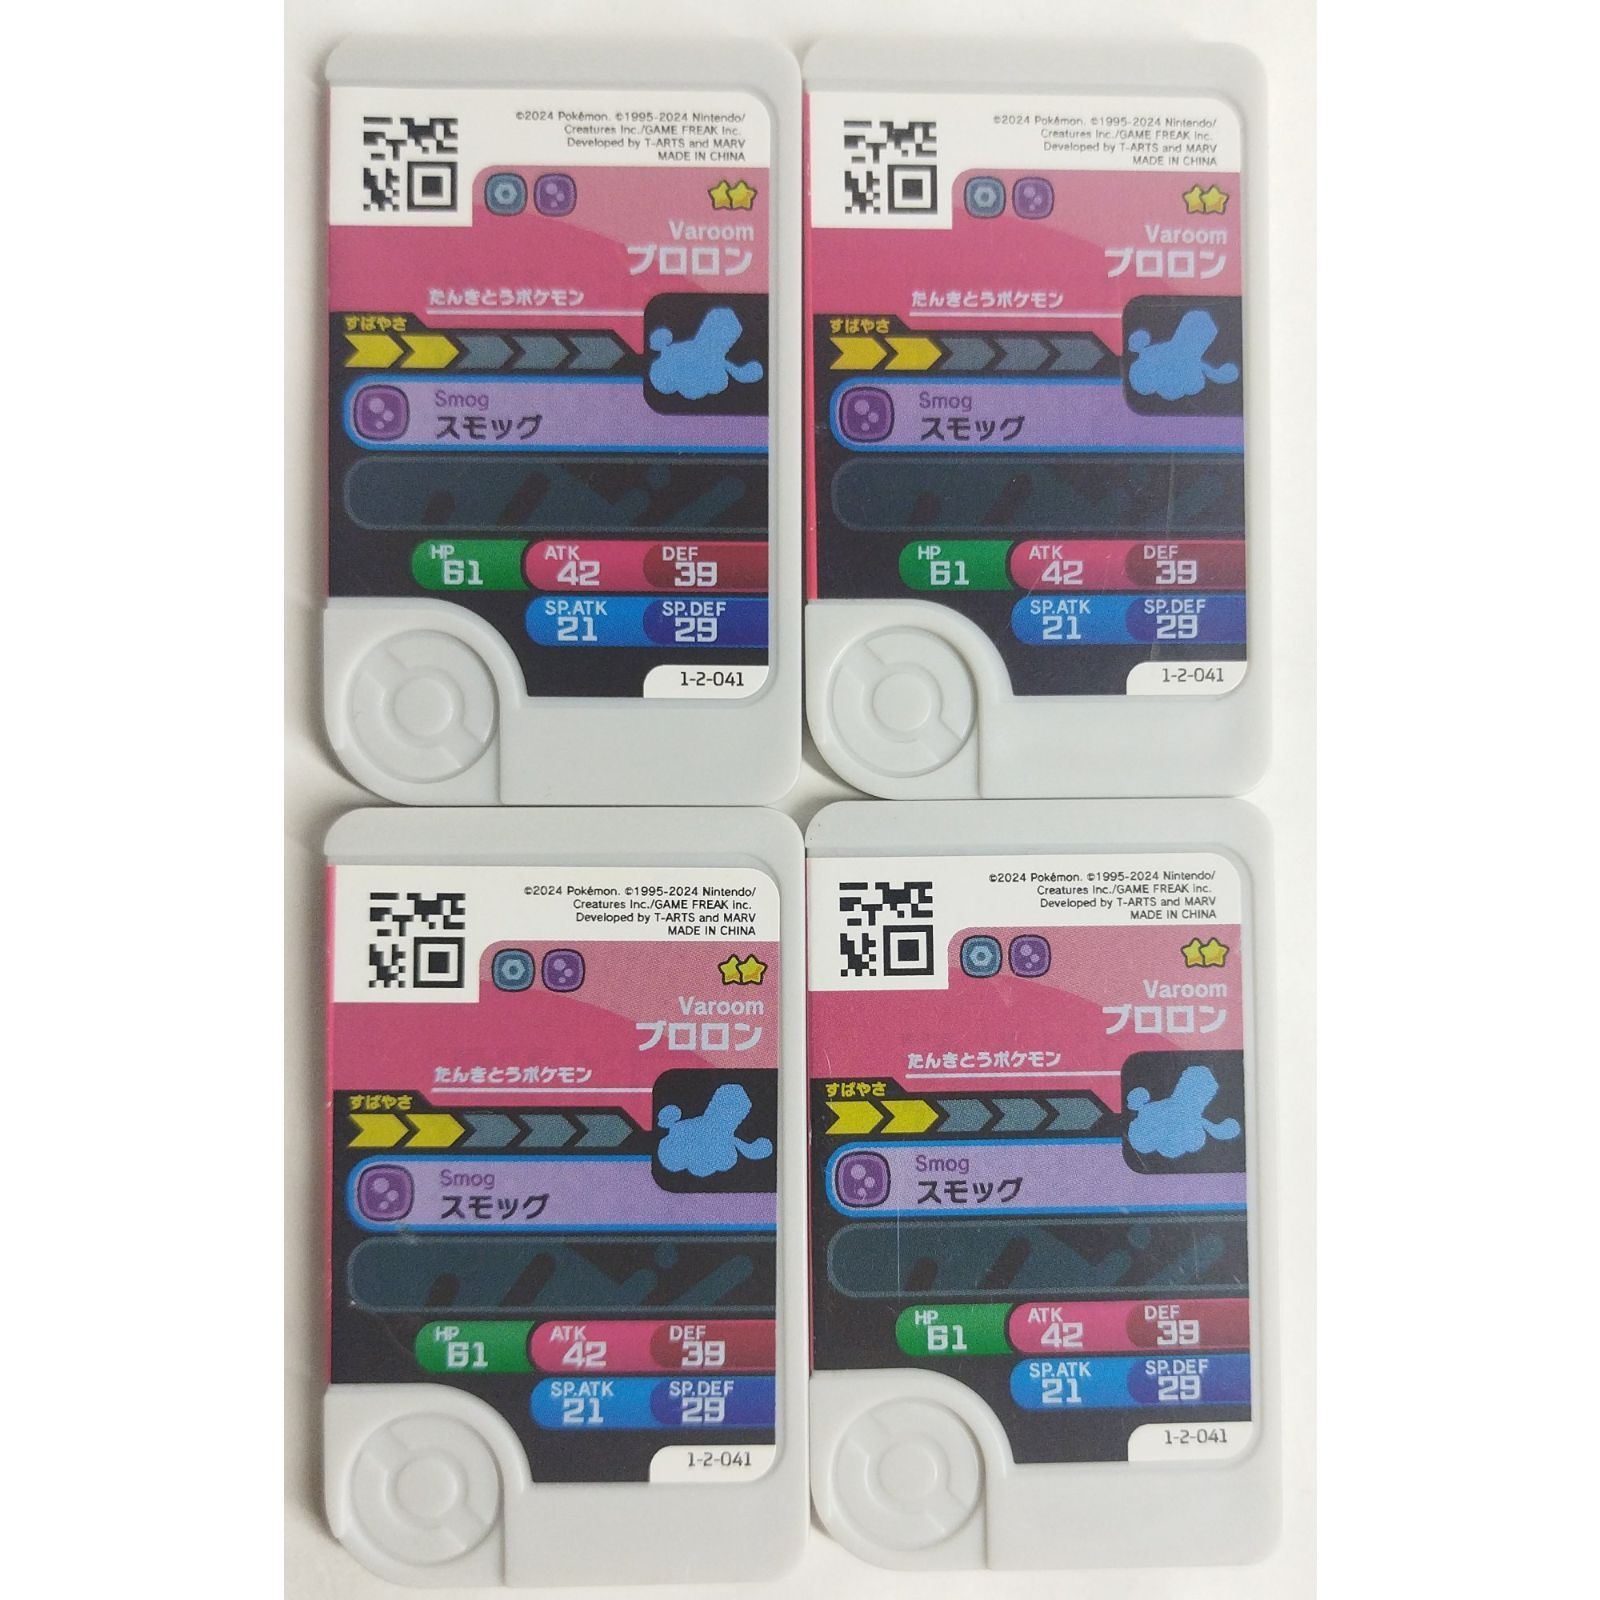 ©2024 Pokémon. ©1995-2024 Nintendo/
Creatures Inc./GAME FREAK inc.
Developed by T-ARTS and MARV
MADE IN CHINA
Varoom
ブロロン
たんきとうポケモン
すばやさ
Smog
スモッグ
HP
61
ATK
42
DEF
39
SP.ATK
21
SP.DEF
29
1-2-041
©2024 Pokémon. ©1995-2024 Nintendo/
Creatures Inc./GAME FREAK inc.
Developed by T-ARTS and MARV
MADE IN CHINA
Varoom
ブロロン
たんきとうポケモン
すばやさ
Smog
スモッグ
HP
61
ATK
42
DEF
39
SP.ATK
21
SP.DEF
29
1-2-041
©2024 Pokémon. ©1995-2024 Nintendo/
Creatures Inc./GAME FREAK inc.
Developed by T-ARTS and MARV
MADE IN CHINA
Varoom
ブロロン
たんきとうポケモン
すばやさ
Smog
スモッグ
HP
61
ATK
42
DEF
39
SP.ATK
21
SP.DEF
29
1-2-041
©2024 Pokémon. ©1995-2024 Nintendo/
Creatures Inc./GAME FREAK inc.
Developed by T-ARTS and MARV
MADE IN CHINA
Varoom
ブロロン
たんきとうポケモン
すばやさ
Smog
スモッグ
HP
61
ATK
42
DEF
39
SP.ATK
21
SP.DEF
29
1-2-041